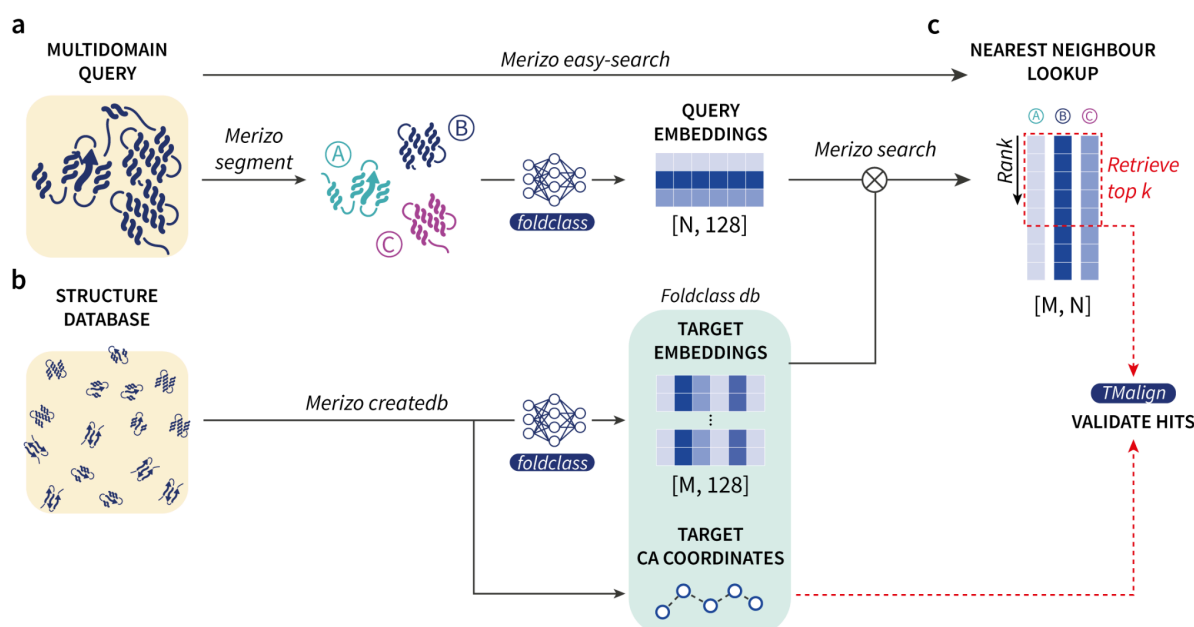 a
MULTIDOMAIN
QUERY
Merizo easy-search
Merizo
segment
A
B
C
foldclass
QUERY
EMBEDDINGS
[N, 128]
Merizo search
c
NEAREST NEIGHBOUR
LOOKUP
A B C
Rank
Retrieve
top k
[M, N]
b
STRUCTURE
DATABASE
Merizo createdb
foldclass
Foldclass db
TARGET
EMBEDDINGS
[M, 128]
TARGET
CA COORDINATES
TMalign
VALIDATE HITS